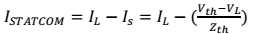 I_{STATCOM} = I_L - I_s = I_L - (\frac{V_{th} - V_L}{Z_{th}})